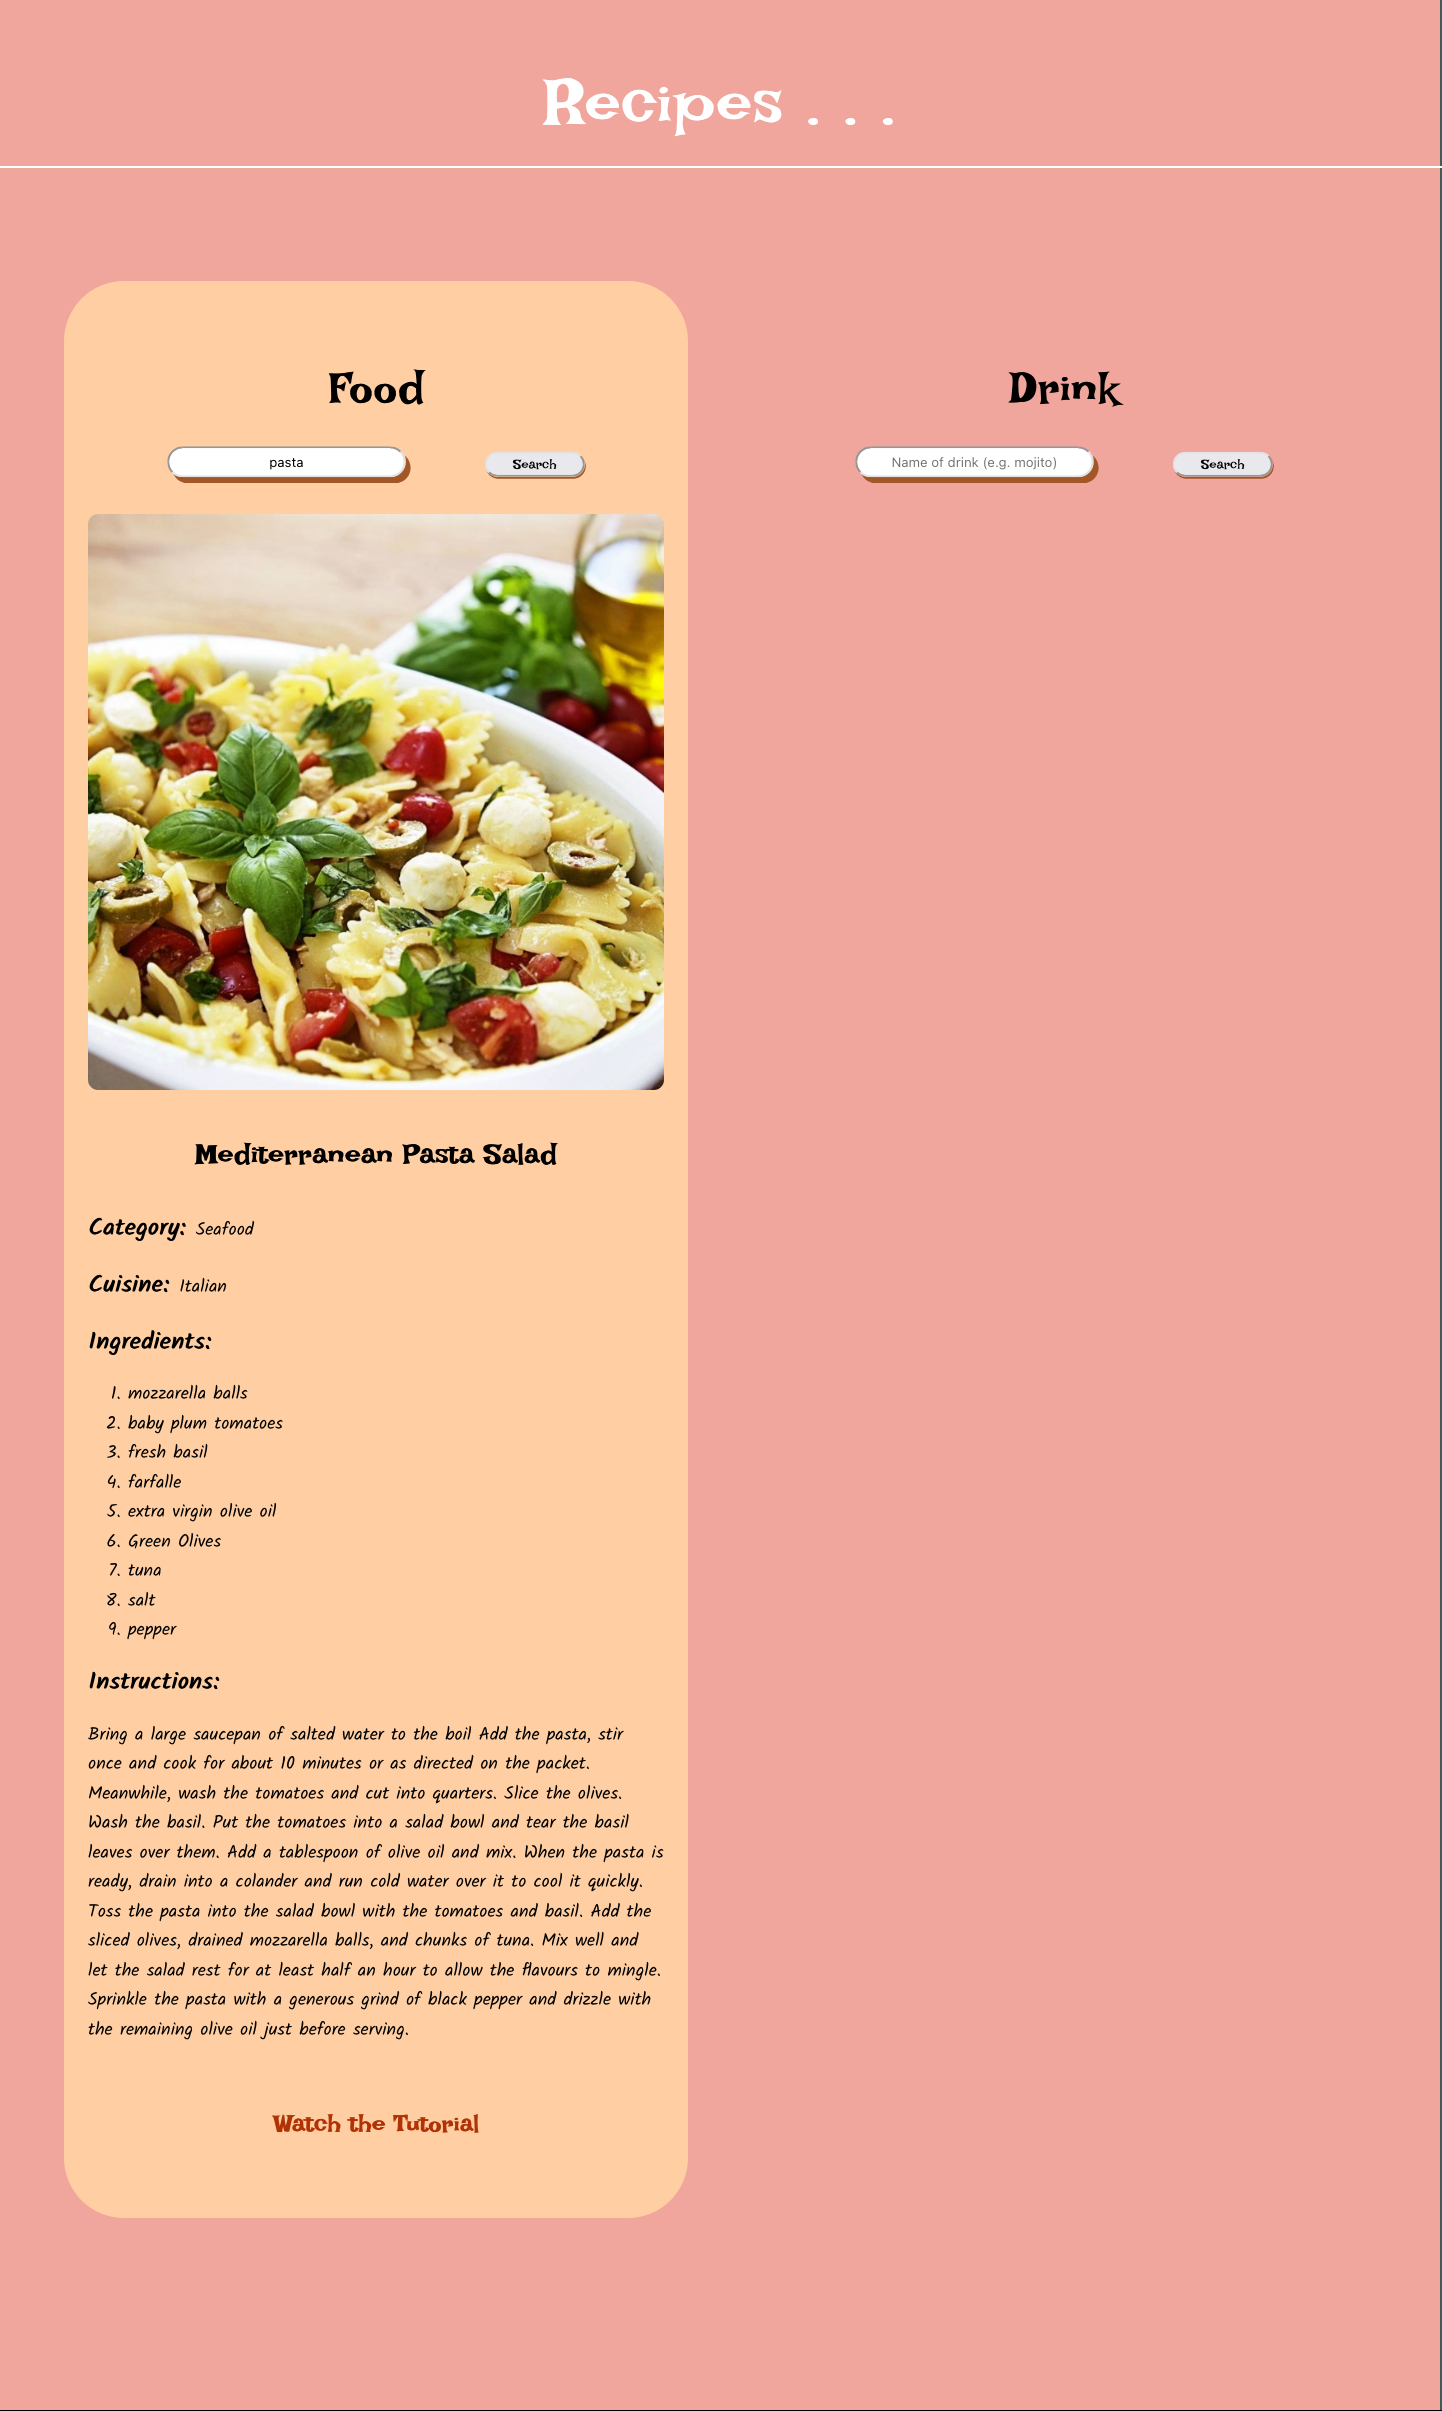 Recipes . . .
Food
pasta
Search
Mediterranean Pasta Salad
Category: Seafood
Cuisine: Italian
Ingredients:
1. mozzarella balls
2. baby plum tomatoes
3. fresh basil
4. farfalle
5. extra virgin olive oil
6. Green Olives
7. tuna
8. salt
9. pepper
Instructions:
Bring a large saucepan of salted water to the boil Add the pasta, stir
once and cook for about 10 minutes or as directed on the packet.
Meanwhile, wash the tomatoes and cut into quarters. Slice the olives.
Wash the basil. Put the tomatoes into a salad bowl and tear the basil
leaves over them. Add a tablespoon of olive oil and mix. When the pasta is
ready, drain into a colander and run cold water over it to cool it quickly.
Toss the pasta into the salad bowl with the tomatoes and basil. Add the
sliced olives, drained mozzarella balls, and chunks of tuna. Mix well and
let the salad rest for at least half an hour to allow the flavours to mingle.
Sprinkle the pasta with a generous grind of black pepper and drizzle with
the remaining olive oil just before serving.
Watch the Tutorial
Drink
Name of drink (e.g. mojito)
Search